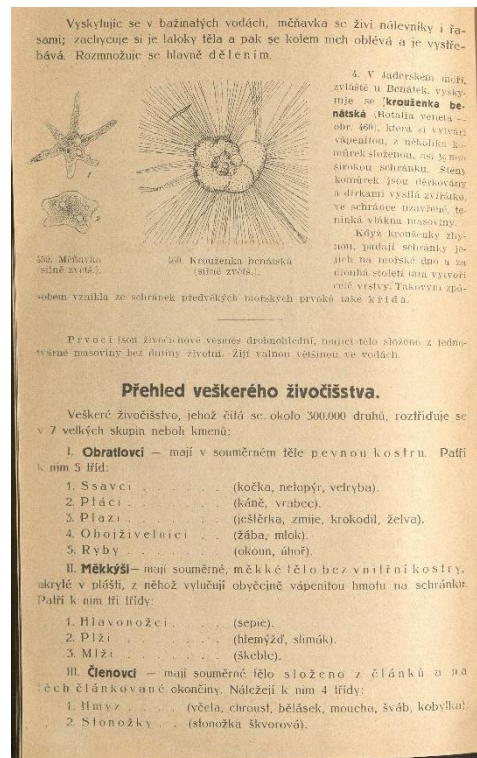 Vyskytujíc se v bažinatých vodách, měňavka se živí nálevníky i řa-
sami; zachycuje si je laloky těla a pak se kolem nich oblévá a je vystře-
bává. Rozmnožuje se hlavně dělením.
4. V Jaderském moři,
zvláště u Benátek, vysky-
tuje se krouženka be-
nátská (Rotalia veneta —
obr. 460), která si vytváří
vápenitou, z několika ko-
můrek složenou, asi ½ mm
širokou schránku. Stěny
komůrek jsou děrkovány
a dírkami vysílá zvířátko,
ve schránce uzavřené, te-
ninká vlákna masoviny.
Když krouženky zhy-
nou, padají schránky je-
jich na mořské dno a za
dlouhá století tam vytvoří
celé vrstvy. Takovým způ-
sobem vznikla ze schránek předvěkých mořských prvoků také křída.
1
2
459. Měňavka
(silně zvětš.).
460. Krouženka benátská
(silně zvětš.).
Prvoci jsou živočichové vesměs drobnohlední, mající tělo složeno z jedno-
tvárné masoviny bez dutiny životní. Žijí valnou většinou ve vodách.
Přehled veškerého živočišstva.
Veškeré živočišstvo, jehož čítá se okolo 300.000 druhů, roztřiďuje se
v 7 velkých skupin neboli kmenů:
I. Obratlovci — mají v souměrném těle pevnou kostru. Patří
k ním 5 tříd:
1. Ssavci . . . . . . (kočka, netopýr, velryba).
2. Ptáci . . . . . . (káně, vrabec).
3. Plazi . . . . . . (ještěrka, zmije, krokodil, želva).
4. Obojživelníci . . . (žába, mlok).
5. Ryby . . . . . . (okoun, úhoř).
II. Měkkýši — mají souměrné, měkké tělo bez vnitřní kostry,
ukryté v plášti, z něhož vylučují obyčejně vápenitou hmotu na schránku.
Patří k ním tři třídy:
1. Hlavonožci . . . . (sepie).
2. Plži . . . . . . (hlemýžď, slimák).
3. Mlži . . . . . . (škeble).
III. Členovci — mají souměrné tělo složeno z článků a na
těch článkované okončiny. Náležejí k ním 4 třídy:
1. Hmyz . . . . (včela, chroust, bělásek, moucha, šváb, kobylka).
2. Stonožky . . (stonožka škvorová).